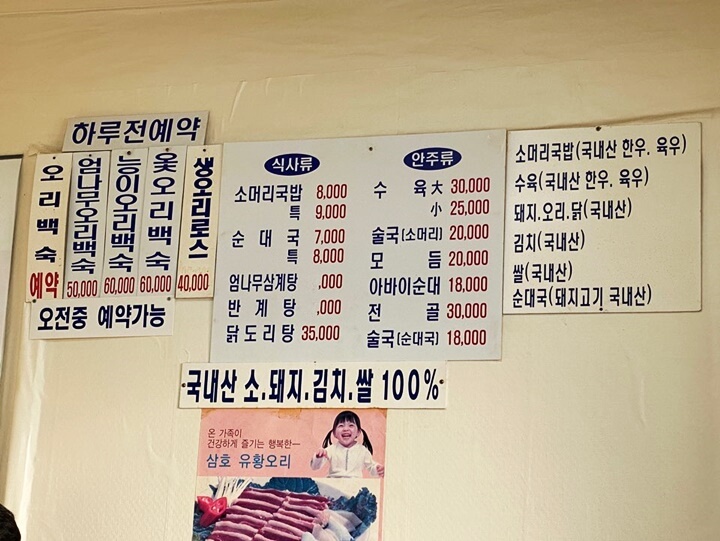 하루전예약
오리백숙 예약
엄나무오리백숙 50,000
능이오리백숙 60,000
옻오리백숙 60,000
생오리로스 40,000
오전중 예약가능
식사류
소머리국밥 8,000
특 9,000
순대국 7,000
특 8,000
엄나무삼계탕 ,000
반계탕 ,000
닭도리탕 35,000
안주류
수육 大 30,000
小 25,000
술국(소머리) 20,000
모듬 20,000
아바이순대 18,000
전골 30,000
술국(순대국) 18,000
소머리국밥(국내산 한우. 육우)
수육(국내산 한우. 육우)
돼지.오리.닭(국내산)
김치(국내산)
쌀(국내산)
순대국(돼지고기 국내산)
국내산 소.돼지.김치.쌀 100%
온 가족이
건강하게 즐기는 행복한—
삼호 유황오리